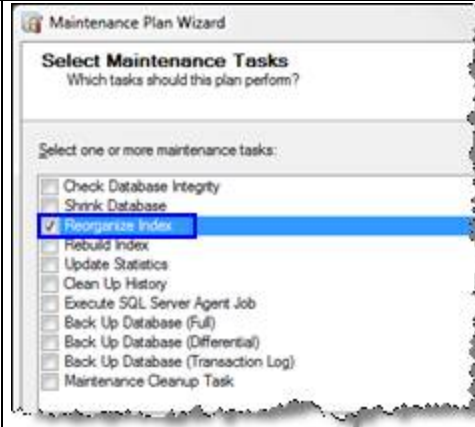 Maintenance Plan Wizard
Select Maintenance Tasks
Which tasks should this plan perform?
Select one or more maintenance tasks:
Check Database Integrity
Shrink Database
Reorganize Index
Rebuild Index
Update Statistics
Clean Up History
Execute SQL Server Agent Job
Back Up Database (Full)
Back Up Database (Differential)
Back Up Database (Transaction Log)
Maintenance Cleanup Task